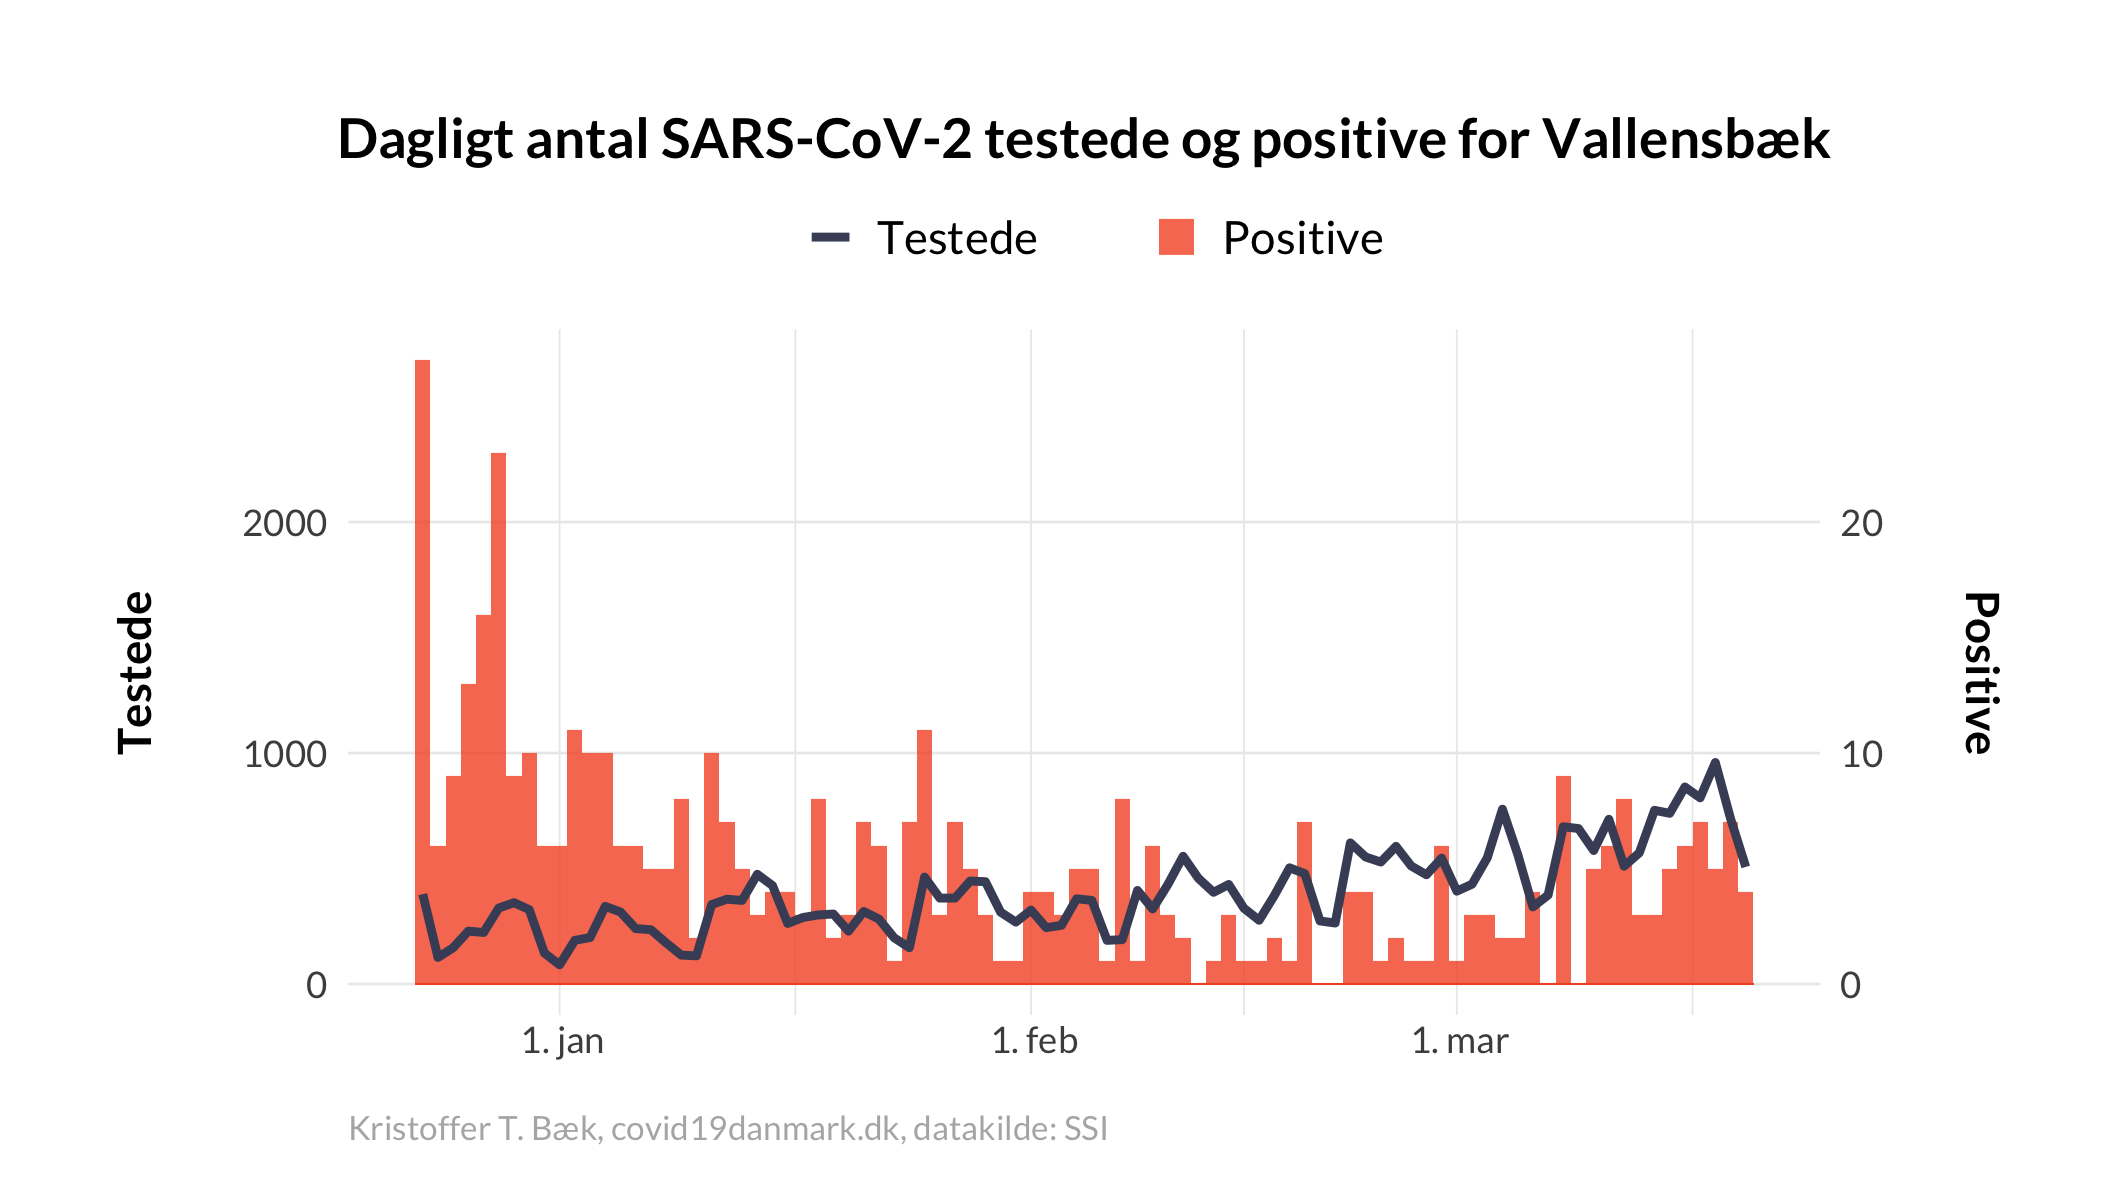 Dagligt antal SARS-CoV-2 testede og positive for Vallensbæk
Testede
Positive
2000
1000
0
20
10
0
Testede
Positive
1. jan
1. feb
1. mar
Kristoffer T. Bæk, covid19danmark.dk, datakilde: SSI